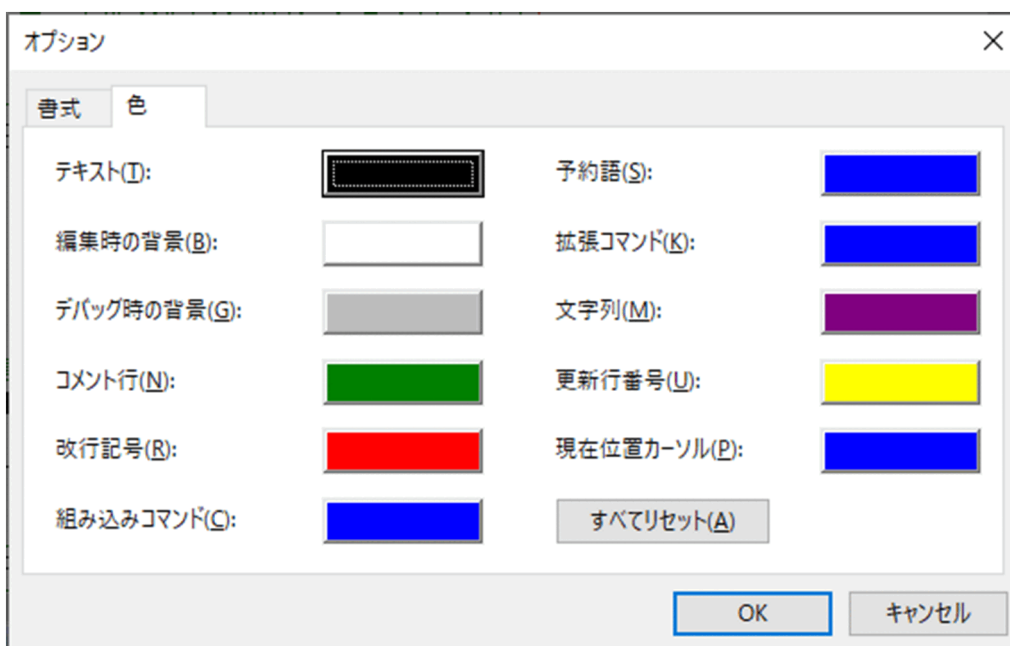 オプション
書式
色
テキスト(T):
予約語(S):
編集時の背景(B):
拡張コマンド(K):
デバッグ時の背景(G):
文字列(M):
コメント行(N):
更新行番号(U):
改行記号(R):
現在位置カーソル(P):
組み込みコマンド(C):
すべてリセット(A)
OK
キャンセル